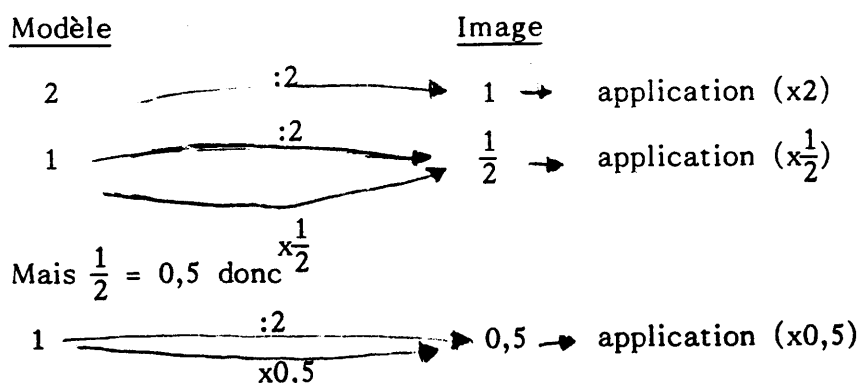 Modèle Image
:2
2 1 application (x2)
:2
1 1/2 application (x1/2)
x1/2
Mais 1/2 = 0,5 donc
:2
1 0,5 application (x0,5)
x0,5